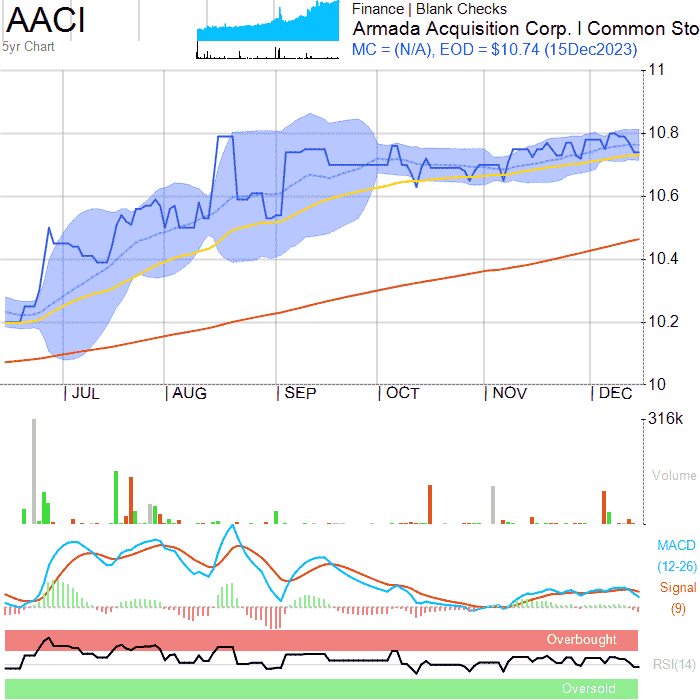 AACI
5yr Chart
Finance | Blank Checks
Armada Acquisition Corp. I Common Sto
MC = (N/A), EOD = $10.74 (15Dec2023)
11
10.8
10.6
10.4
10.2
10
JUL
AUG
SEP
OCT
NOV
DEC
316k
Volume
MACD
(12-26)
Signal
(9)
Overbought
RSI(14)
Oversold